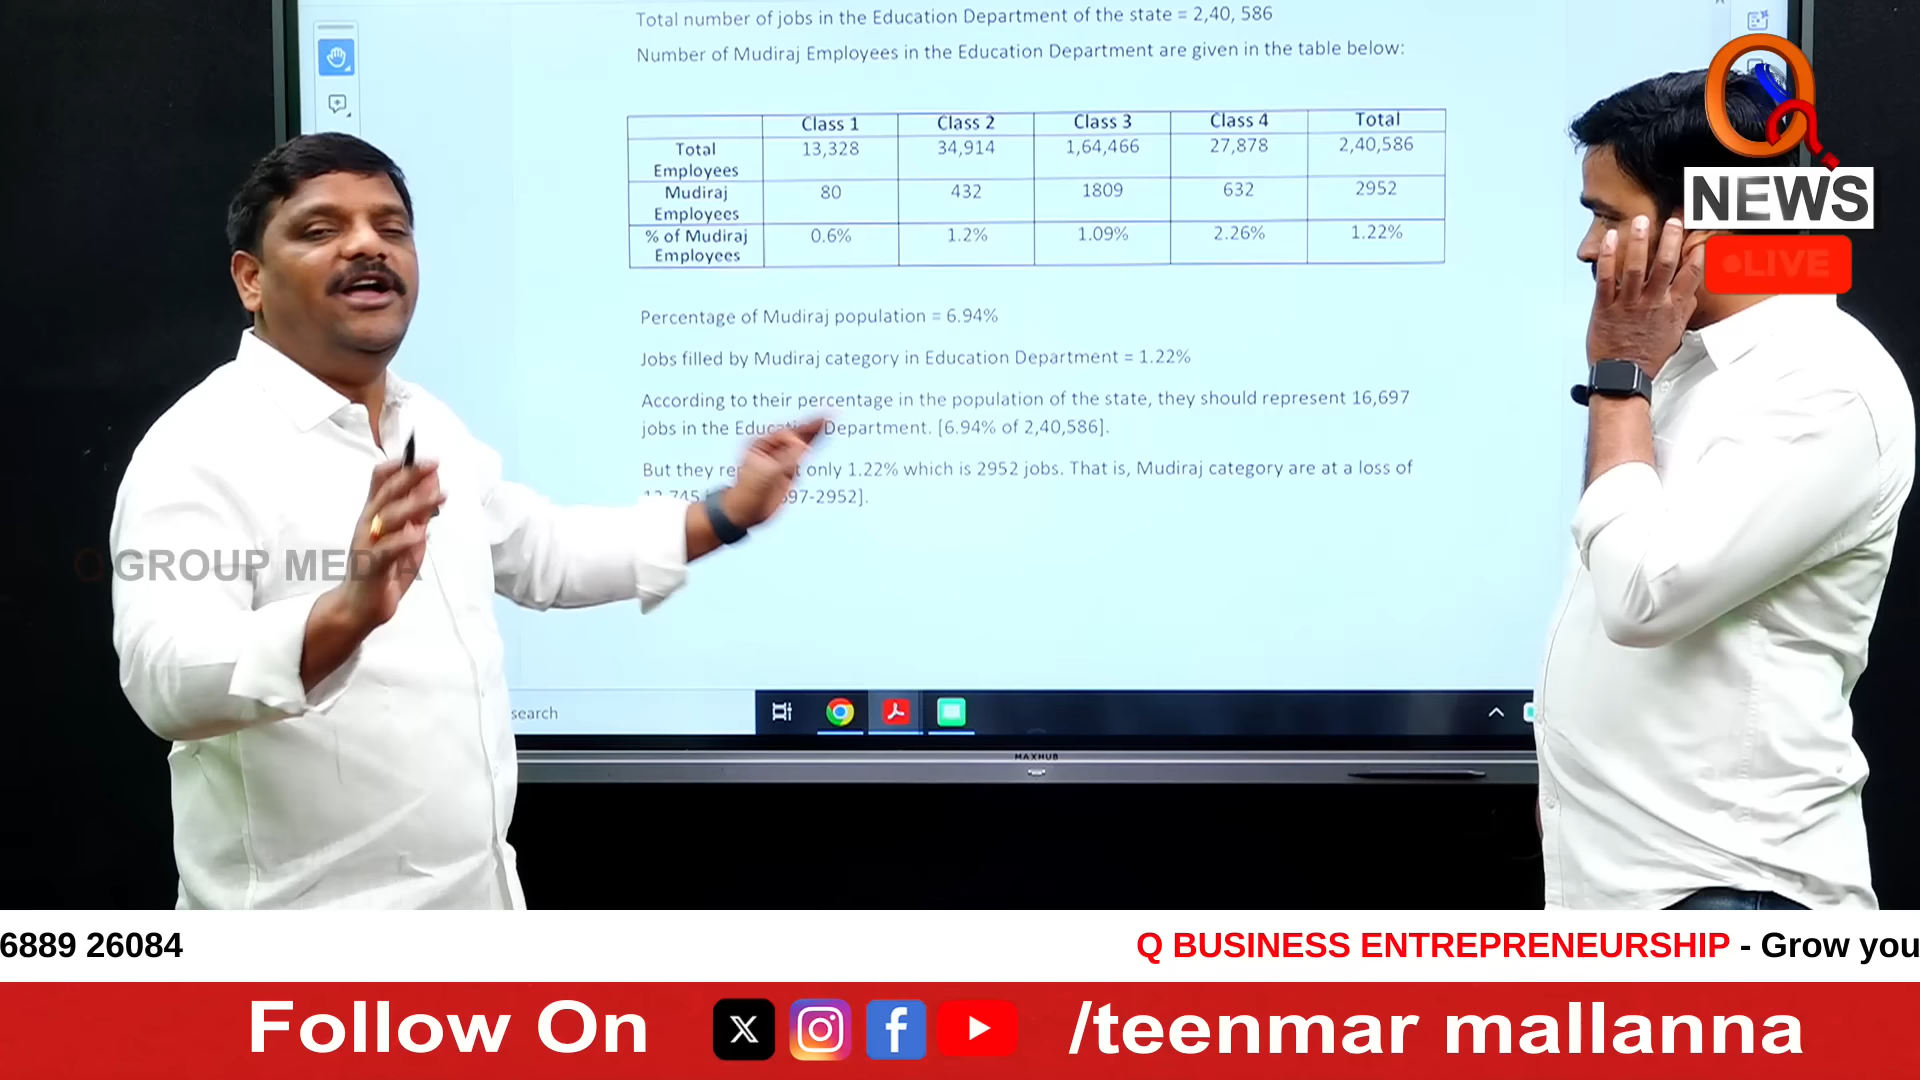 Total number of jobs in the Education Department of the state = 2,40, 586
Number of Mudiraj Employees in the Education Department are given in the table below:
Class 1 Class 2 Class 3 Class 4 Total
Total Employees 13,328 34,914 1,64,466 27,878 2,40,586
Mudiraj Employees 80 432 1809 632 2952
% of Mudiraj Employees 0.6% 1.2% 1.09% 2.26% 1.22%
Percentage of Mudiraj population = 6.94%
Jobs filled by Mudiraj category in Education Department = 1.22%
According to their percentage in the population of the state, they should represent 16,697
jobs in the Education Department. [6.94% of 2,40,586].
But they only 1.22% which is 2952 jobs. That is, Mudiraj category are at a loss of
97-2952].
Q NEWS
LIVE
Q GROUP MEDIA
search
MAXHUB
6889 26084
Q BUSINESS ENTREPRENEURSHIP - Grow you
Follow On /teenmar mallanna